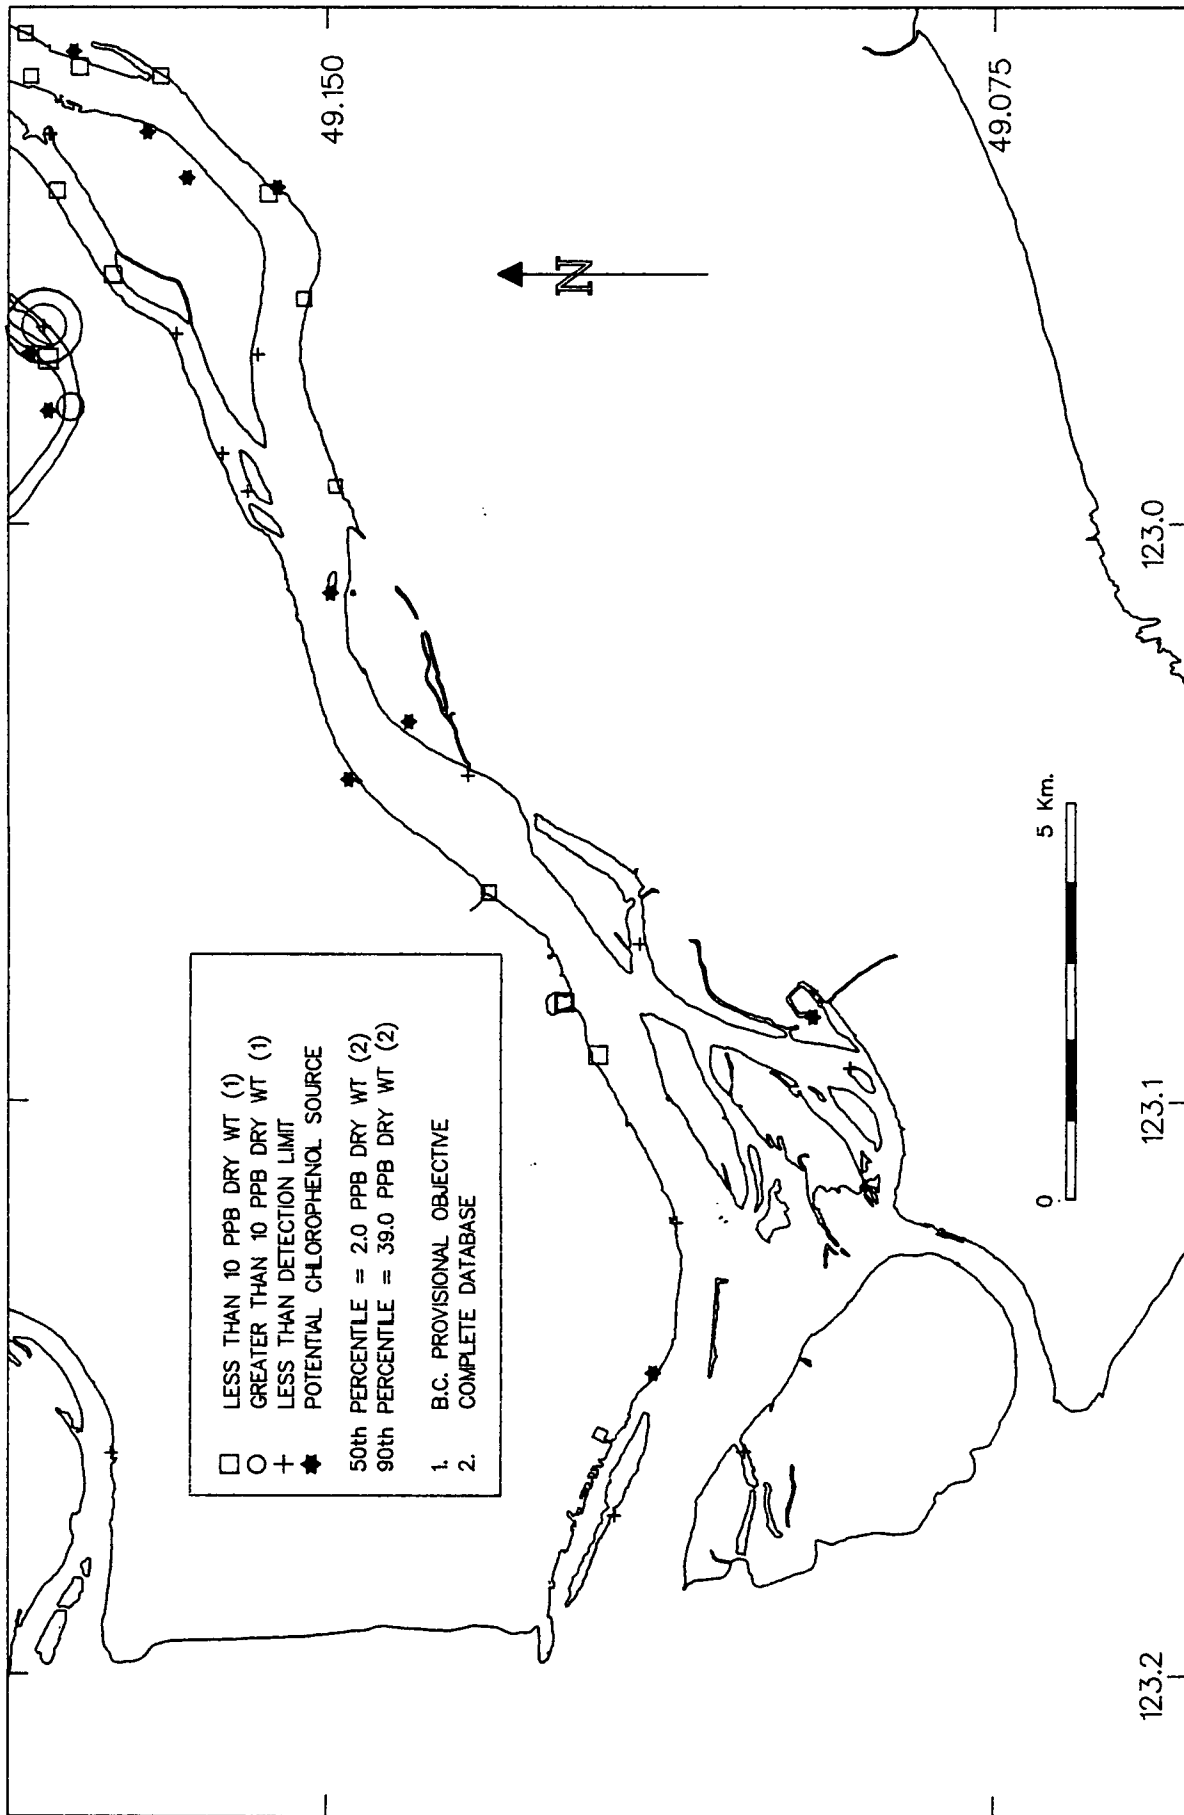 LESS THAN 10 PPB DRY WT (1)
GREATER THAN 10 PPB DRY WT (1)
LESS THAN DETECTION LIMIT
POTENTIAL CHLOROPHENOL SOURCE
50th PERCENTILE = 2.0 PPB DRY WT (2)
90th PERCENTILE = 39.0 PPB DRY WT (2)
1. B.C. PROVISIONAL OBJECTIVE
2. COMPLETE DATABASE
N
49.150
49.075
0
5 Km.
123.2
123.1
123.0